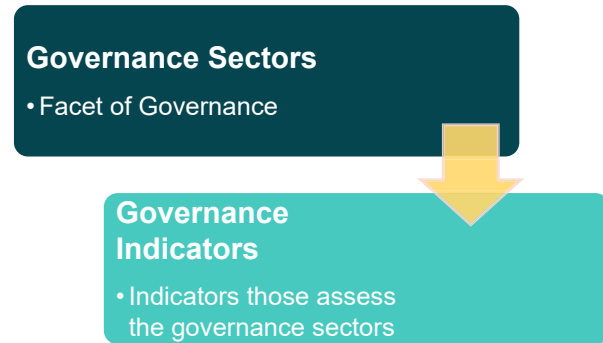 Governance Sectors
• Facet of Governance
Governance
Indicators
• Indicators those assess
the governance sectors